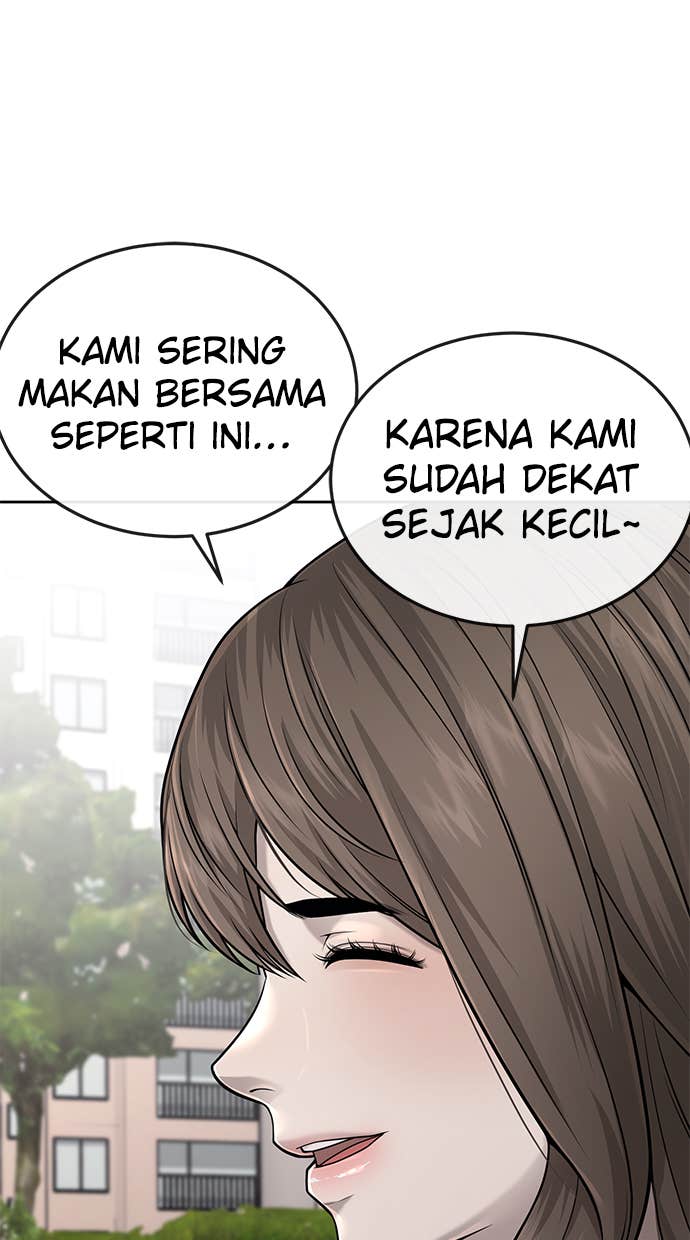 KAMI SERING
MAKAN BERSAMA
SEPERTI INI...
KARENA KAMI
SUDAH DEKAT
SEJAK KECIL~